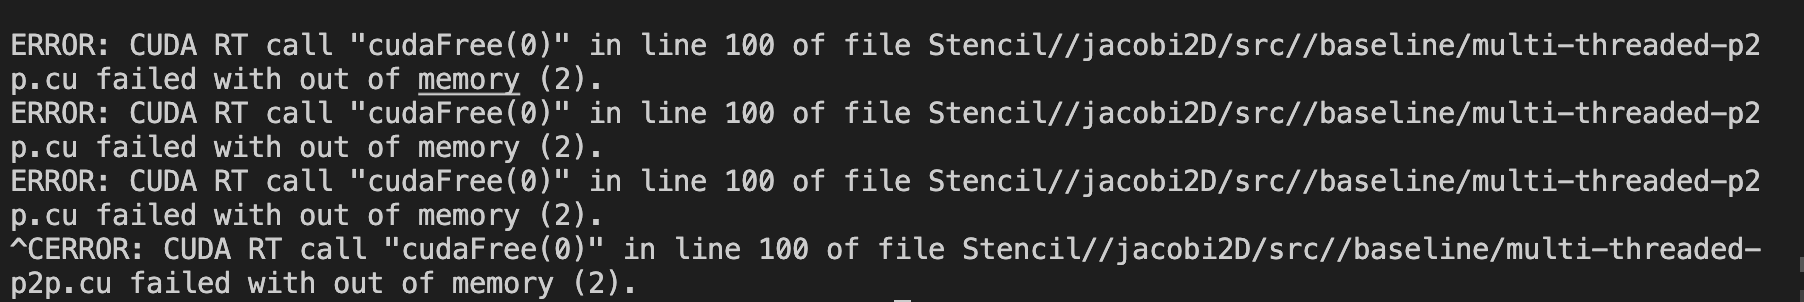 ERROR: CUDA RT call "cudaFree(0)" in line 100 of file Stencil//jacobi2D/src//baseline/multi-threaded-p2
p.cu failed with out of memory (2).
ERROR: CUDA RT call "cudaFree(0)" in line 100 of file Stencil//jacobi2D/src//baseline/multi-threaded-p2
p.cu failed with out of memory (2).
ERROR: CUDA RT call "cudaFree(0)" in line 100 of file Stencil//jacobi2D/src//baseline/multi-threaded-p2
p.cu failed with out of memory (2).
^CERROR: CUDA RT call "cudaFree(0)" in line 100 of file Stencil//jacobi2D/src//baseline/multi-threaded-
p2p.cu failed with out of memory (2).